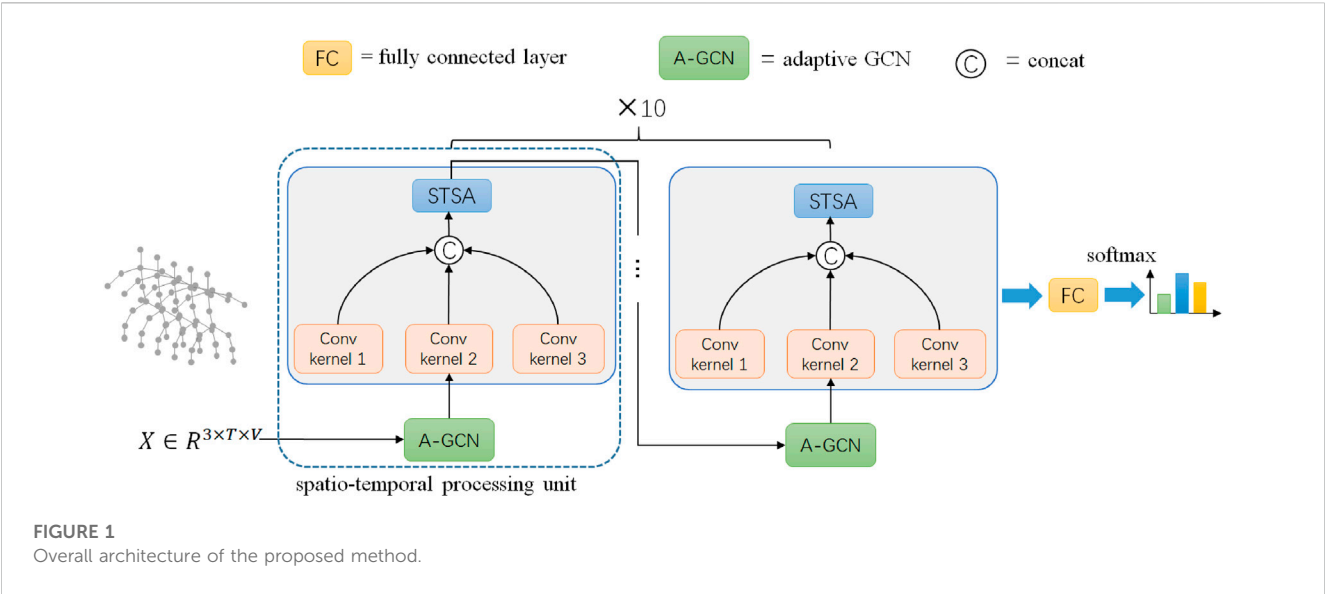 FC = fully connected layer
A-GCN = adaptive GCN
C = concat
×10
STSA
C
Conv kernel 1
Conv kernel 2
Conv kernel 3
A-GCN
X ∈ R^{3×T×V}
spatio-temporal processing unit
⋮
STSA
C
Conv kernel 1
Conv kernel 2
Conv kernel 3
A-GCN
FC
softmax
FIGURE 1
Overall architecture of the proposed method.